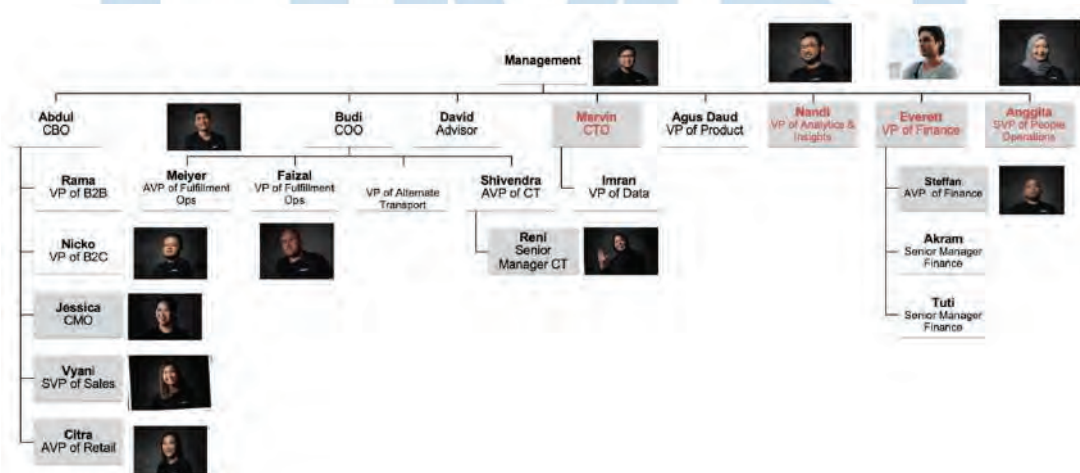 Management
Abdul
CBO
Budi
COO
David
Advisor
Mervin
CTO
Agus Daud
VP of Product
Nandi
VP of Analytics &
Insights
Everett
VP of Finance
Anggita
SVP of People
Operations
Rama
VP of B2B
Nicko
VP of B2C
Jessica
CMO
Vyani
SVP of Sales
Citra
AVP of Retail
Meiyer
AVP of Fulfillment
Ops
Faizal
VP of Fulfillment
Ops
VP of Alternate
Transport
Shivendra
AVP of CT
Reni
Senior
Manager CT
Imran
VP of Data
Steffan
AVP of Finance
Akram
Senior Manager
Finance
Tuti
Senior Manager
Finance